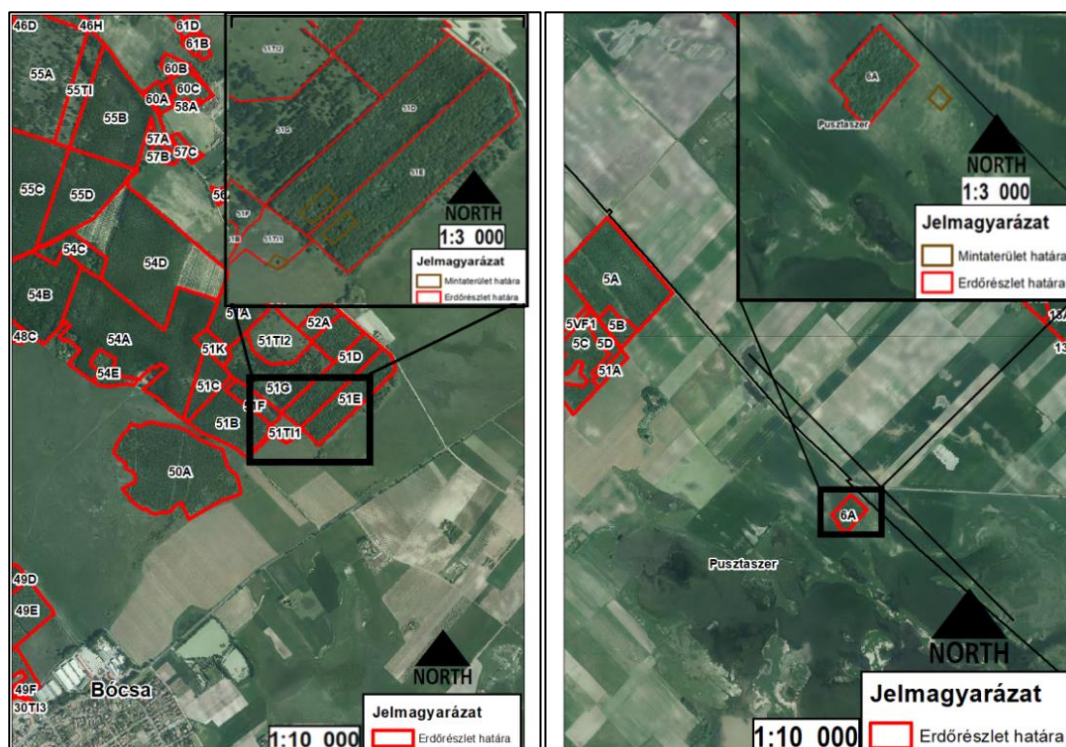 46D
46H
61D
61B
60B
55A
55TI
60A
60C
58A
55B
57A
57B
57C
55C
55D
54C
54D
54B
48C
54A
54E
51K
51TI2
52A
51D
51C
51G
51E
51F
51B
51TI1
50A
49D
49E
49F
30TI3
Bócsa
NORTH
1:10 000
Jelmagyarázat
Erdőrészlet határa
51TI2
51D
51G
51E
51F
51TI1
NORTH
1:3 000
Jelmagyarázat
Mintaterület határa
Erdőrészlet határa
5A
5VF1
5B
5C
5D
51A
6A
Pusztaszer
NORTH
1:10 000
Jelmagyarázat
Erdőrészlet határa
6A
Pusztaszer
NORTH
1:3 000
Jelmagyarázat
Mintaterület határa
Erdőrészlet határa